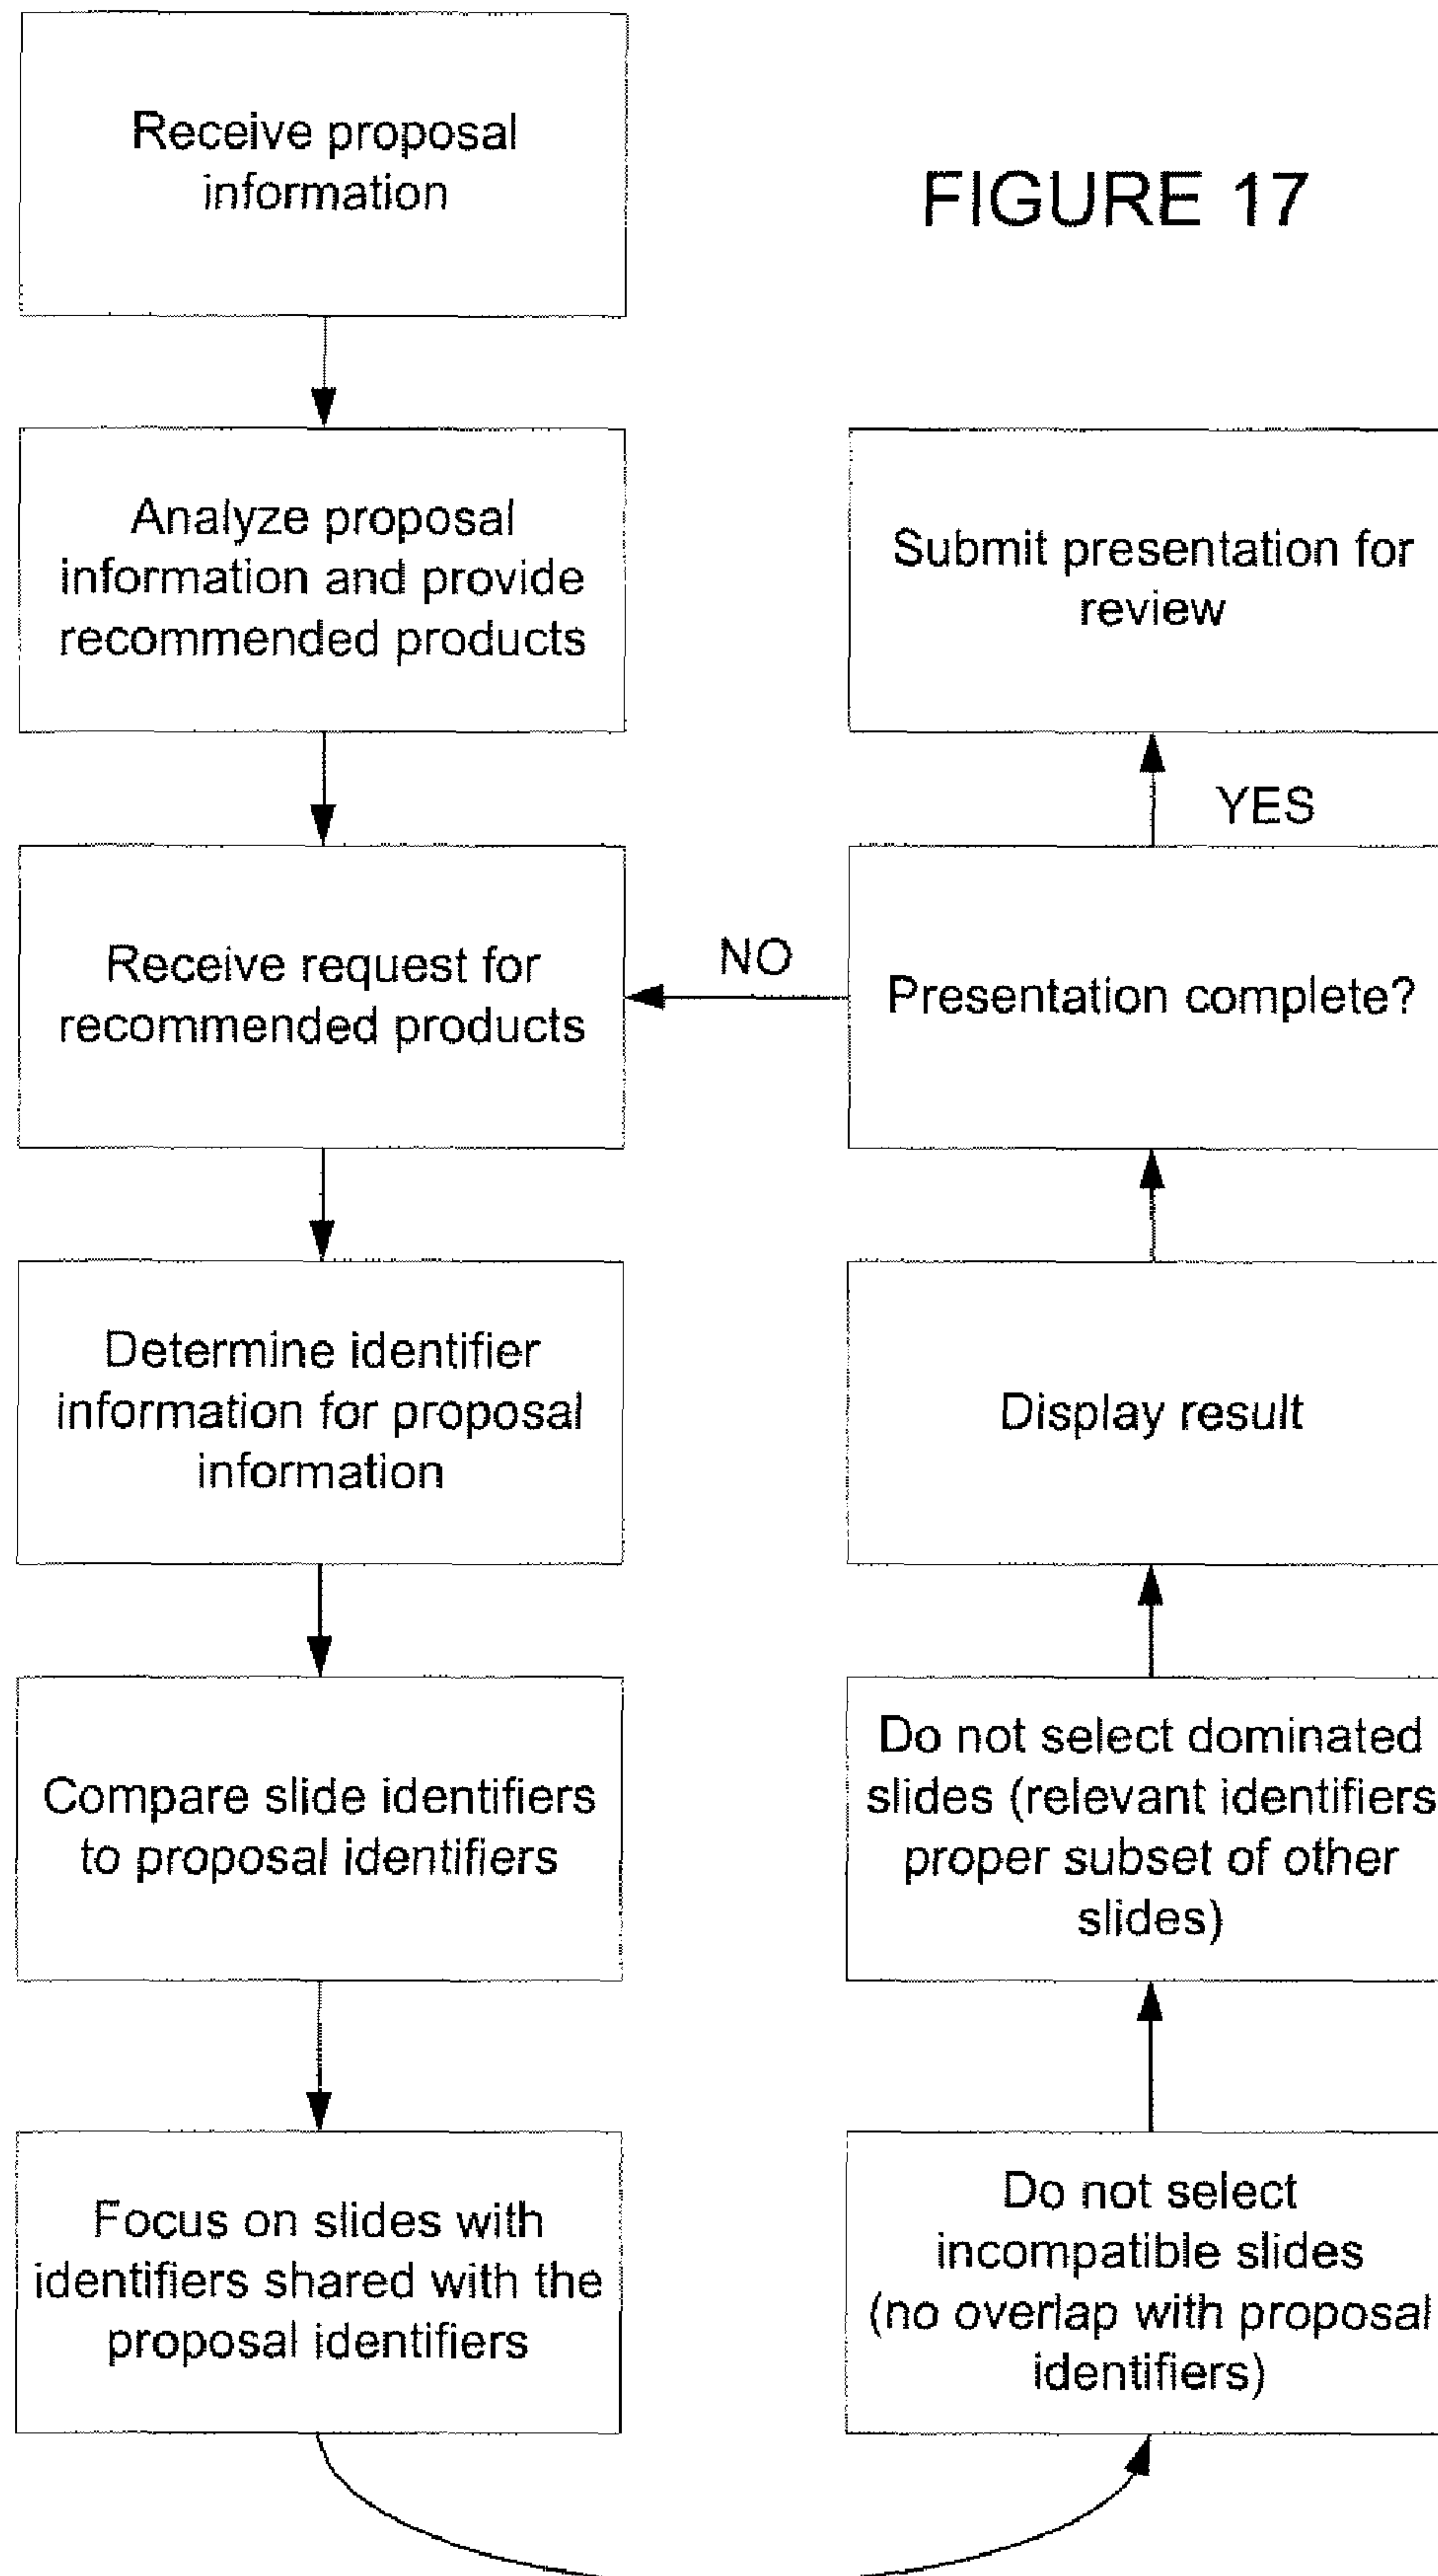 FIGURE 17
Receive proposal
information
Analyze proposal
information and provide
recommended products
Receive request for
recommended products
Determine identifier
information for proposal
information
Compare slide identifiers
to proposal identifiers
Focus on slides with
identifiers shared with the
proposal identifiers
Do not select
incompatible slides
(no overlap with proposal
identifiers)
Do not select dominated
slides (relevant identifiers
proper subset of other
slides)
Display result
Presentation complete?
NO
YES
Submit presentation for
review